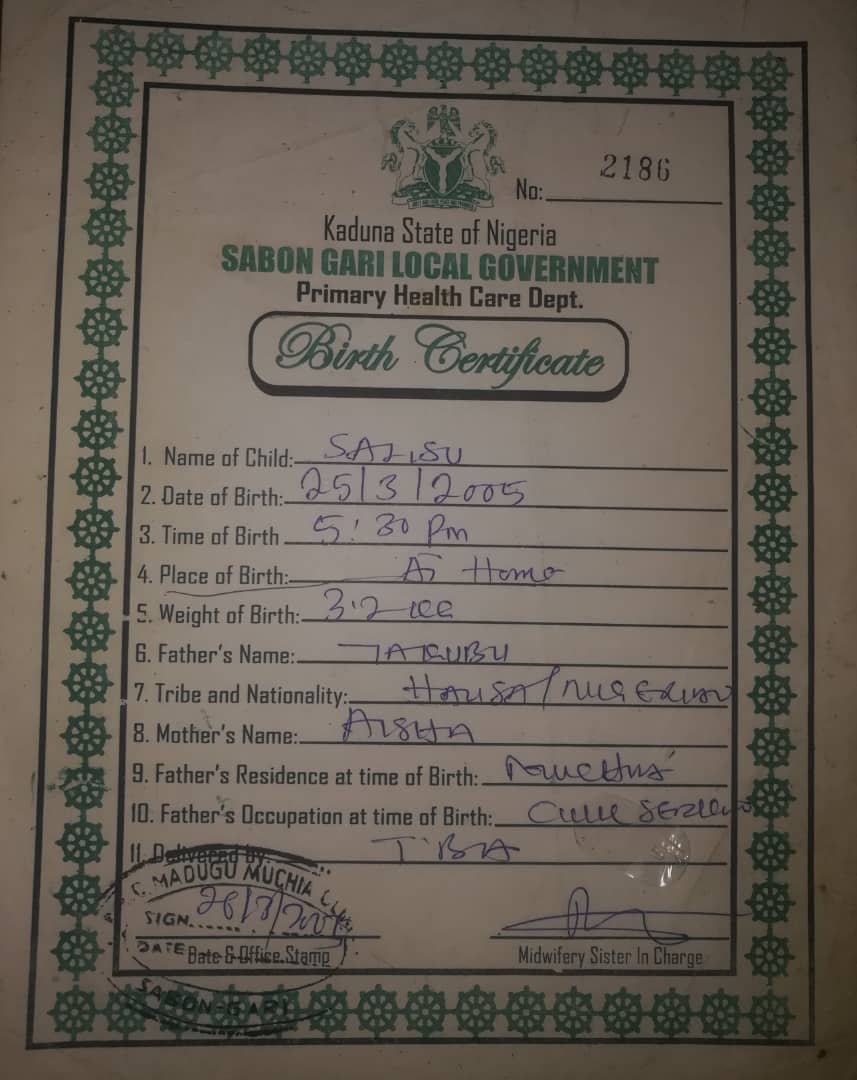 No: 2186
Kaduna State of Nigeria
SABON GARI LOCAL GOVERNMENT
Primary Health Care Dept.
Birth Certificate
1. Name of Child: SALISU
2. Date of Birth: 25/3/2005
3. Time of Birth 5:30 Pm
4. Place of Birth: At Home
5. Weight of Birth: 3.2
6. Father's Name: YAKUBU
7. Tribe and Nationality: HAUSA/NIGERIAN
8. Mother's Name: AISHA
9. Father's Residence at time of Birth:
10. Father's Occupation at time of Birth: CIVIL SERVANT
11. Delivered by: TBA
MADUGU MUCHIA
SIGN......
DATE
Date & Office Stamp
Midwifery Sister In Charge
SABON-GARI